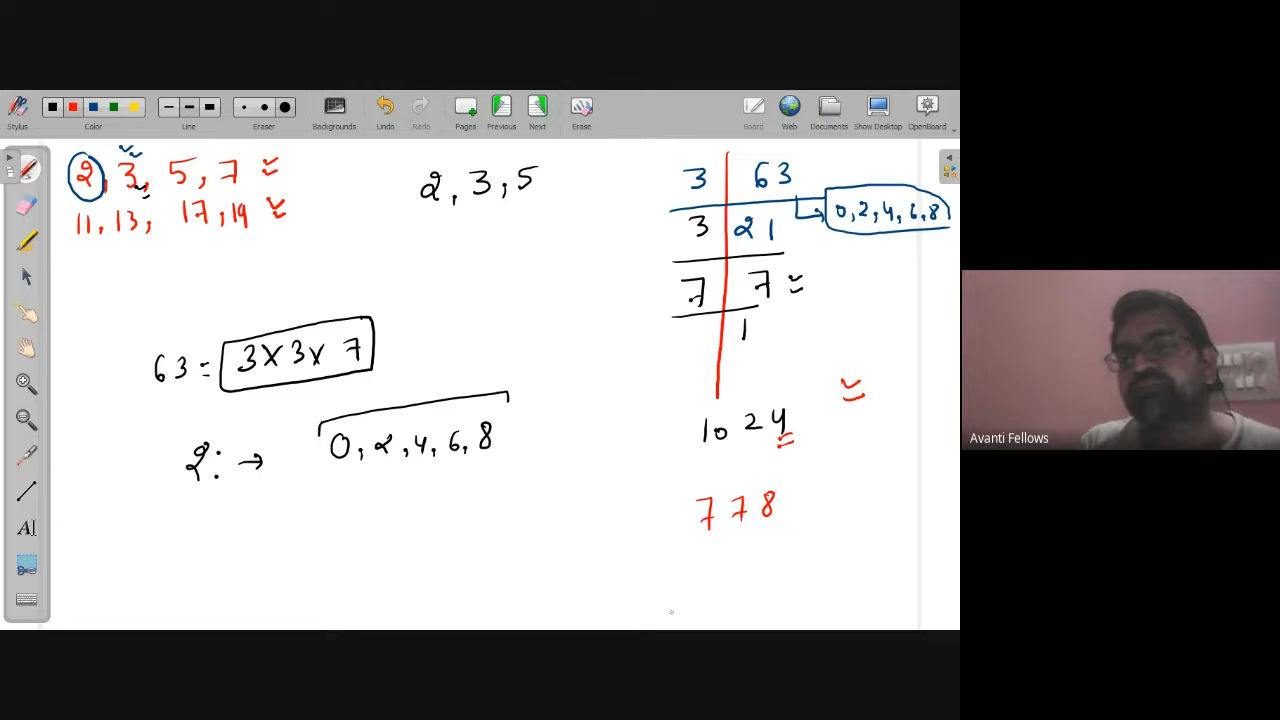 Stylus Color Line Eraser Backgrounds Undo Redo Pages Previous Next Erase Board Web Documents Show Desktop OpenBoard
2, 3, 5, 7
11, 13, 17, 19
2, 3, 5
3 | 63
0, 2, 4, 6, 8
3 | 21
7 | 7
1
63 = 3 x 3 x 7
2: → 0, 2, 4, 6, 8
1024
778
Avanti Fellows